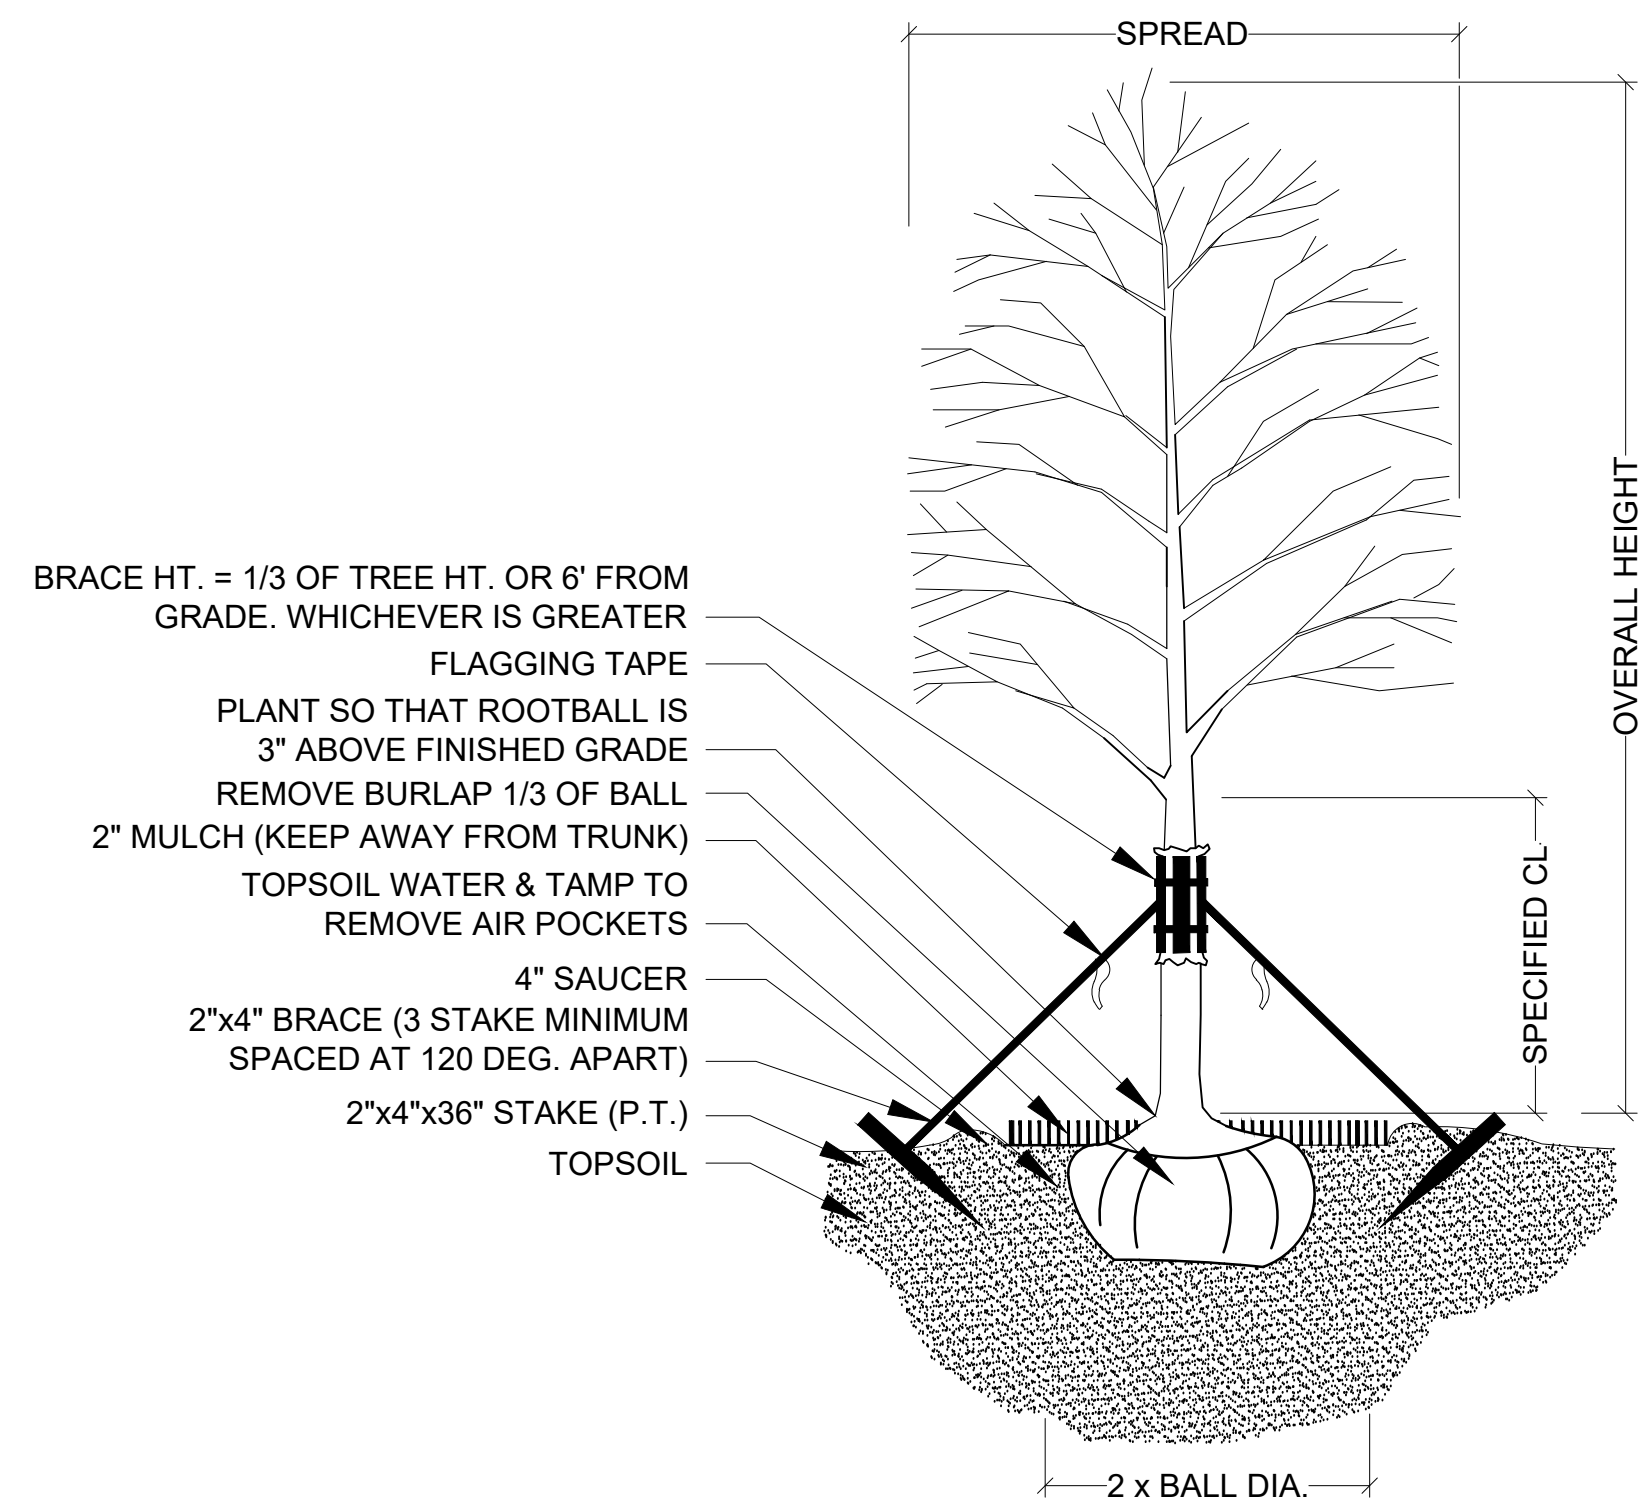 SPREAD
OVERALL HEIGHT
BRACE HT. = 1/3 OF TREE HT. OR 6' FROM
GRADE. WHICHEVER IS GREATER
FLAGGING TAPE
PLANT SO THAT ROOTBALL IS
3" ABOVE FINISHED GRADE
REMOVE BURLAP 1/3 OF BALL
2" MULCH (KEEP AWAY FROM TRUNK)
TOPSOIL WATER & TAMP TO
REMOVE AIR POCKETS
4" SAUCER
2"x4" BRACE (3 STAKE MINIMUM
SPACED AT 120 DEG. APART)
2"x4"x36" STAKE (P.T.)
TOPSOIL
SPECIFIED CL.
2 x BALL DIA.